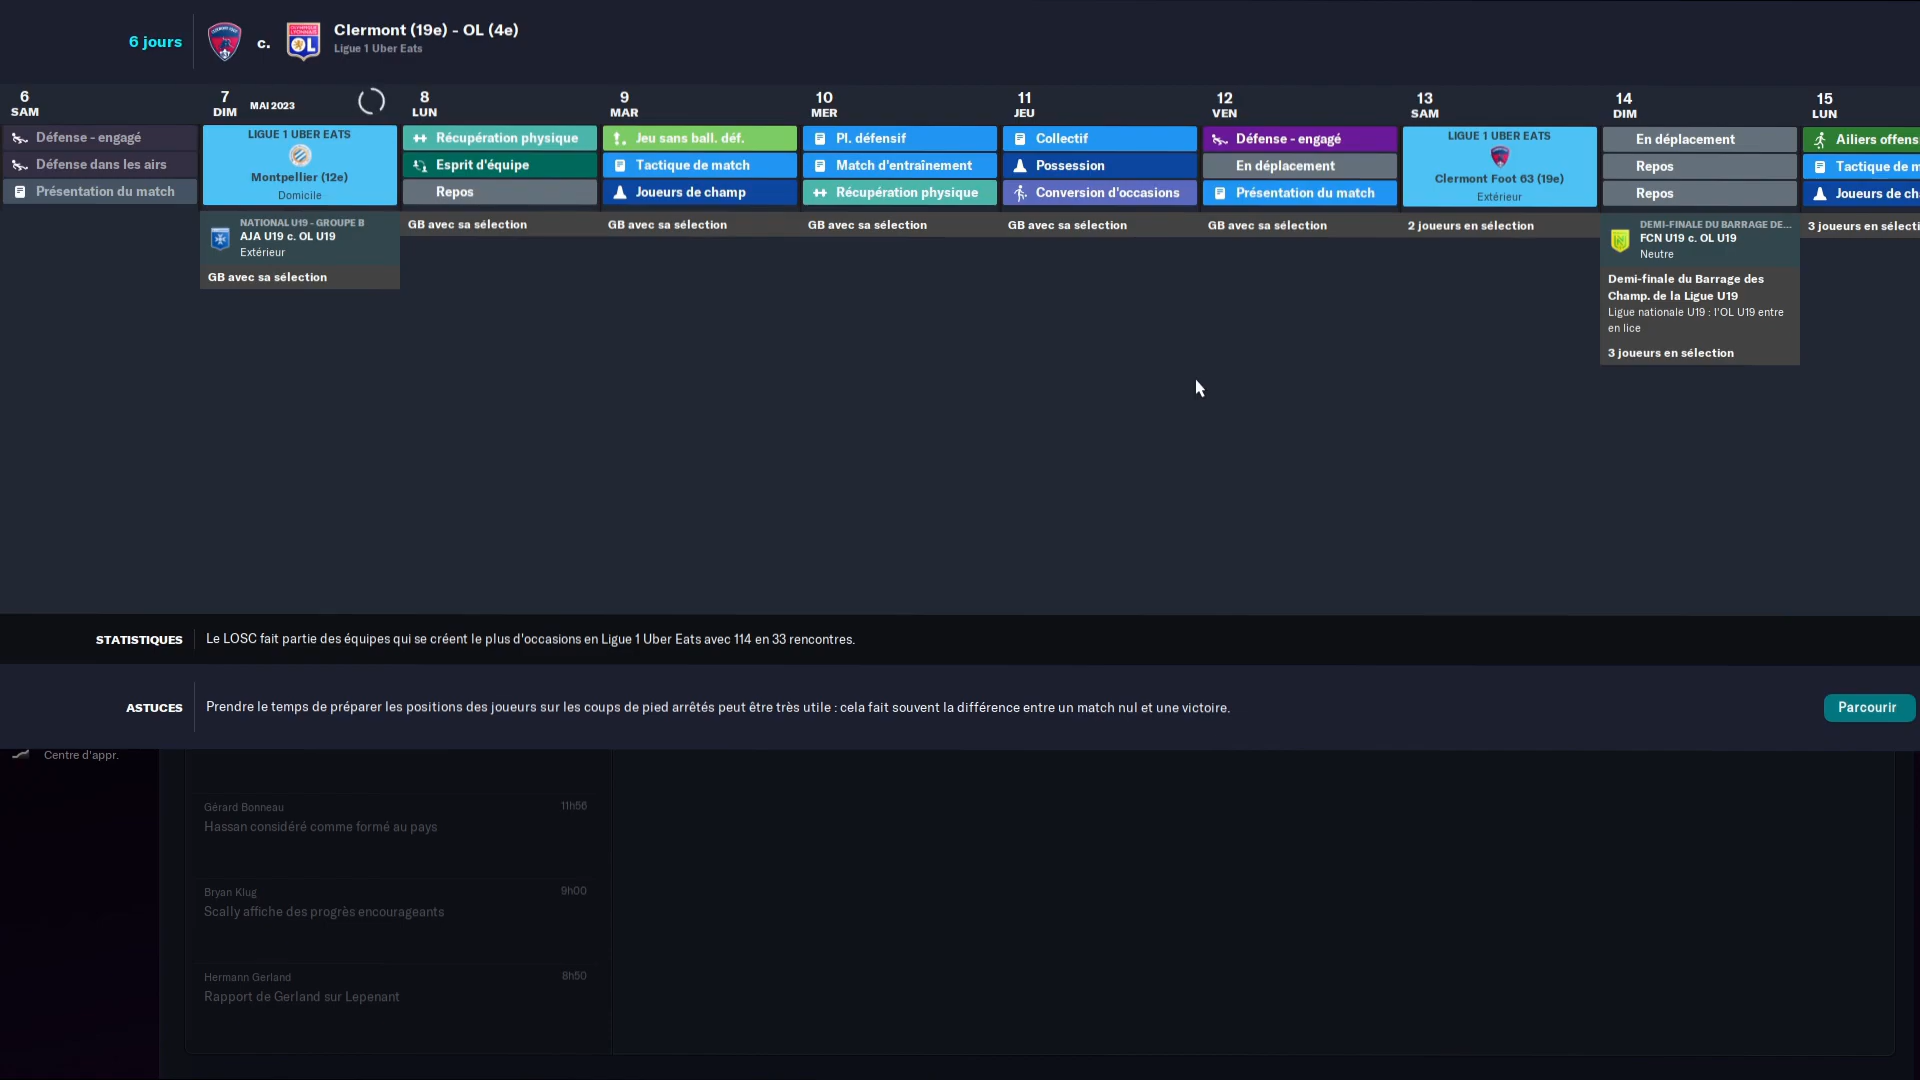 6 jours
c.
Clermont (19e) - OL (4e)
Ligue 1 Uber Eats
6
SAM
7
DIM
MAI 2023
8
LUN
9
MAR
10
MER
11
JEU
12
VEN
13
SAM
14
DIM
15
LUN
Défense - engagé
Défense dans les airs
Présentation du match
LIGUE 1 UBER EATS
Montpellier (12e)
Domicile
NATIONAL U19 - GROUPE B
AJA U19 c. OL U19
Extérieur
GB avec sa sélection
Récupération physique
Esprit d'équipe
Repos
GB avec sa sélection
Jeu sans ball. déf.
Tactique de match
Joueurs de champ
GB avec sa sélection
Pl. défensif
Match d'entraînement
Récupération physique
GB avec sa sélection
Collectif
Possession
Conversion d'occasions
GB avec sa sélection
Défense - engagé
En déplacement
Présentation du match
GB avec sa sélection
LIGUE 1 UBER EATS
Clermont Foot 63 (19e)
Extérieur
2 joueurs en sélection
En déplacement
Repos
Repos
DEMI-FINALE DU BARRAGE DE...
FCN U19 c. OL U19
Neutre
Demi-finale du Barrage des
Champ. de la Ligue U19
Ligue nationale U19 : l'OL U19 entre
en lice
3 joueurs en sélection
Ailiers offens
Tactique de m
Joueurs de cha
3 joueurs en sélecti
STATISTIQUES
Le LOSC fait partie des équipes qui se créent le plus d'occasions en Ligue 1 Uber Eats avec 114 en 33 rencontres.
ASTUCES
Prendre le temps de préparer les positions des joueurs sur les coups de pied arrêtés peut être très utile : cela fait souvent la différence entre un match nul et une victoire.
Parcourir
Centre d'appr.
Gérard Bonneau
11h56
Hassan considéré comme formé au pays
Bryan Klug
9h00
Scally affiche des progrès encourageants
Hermann Gerland
8h50
Rapport de Gerland sur Lepenant